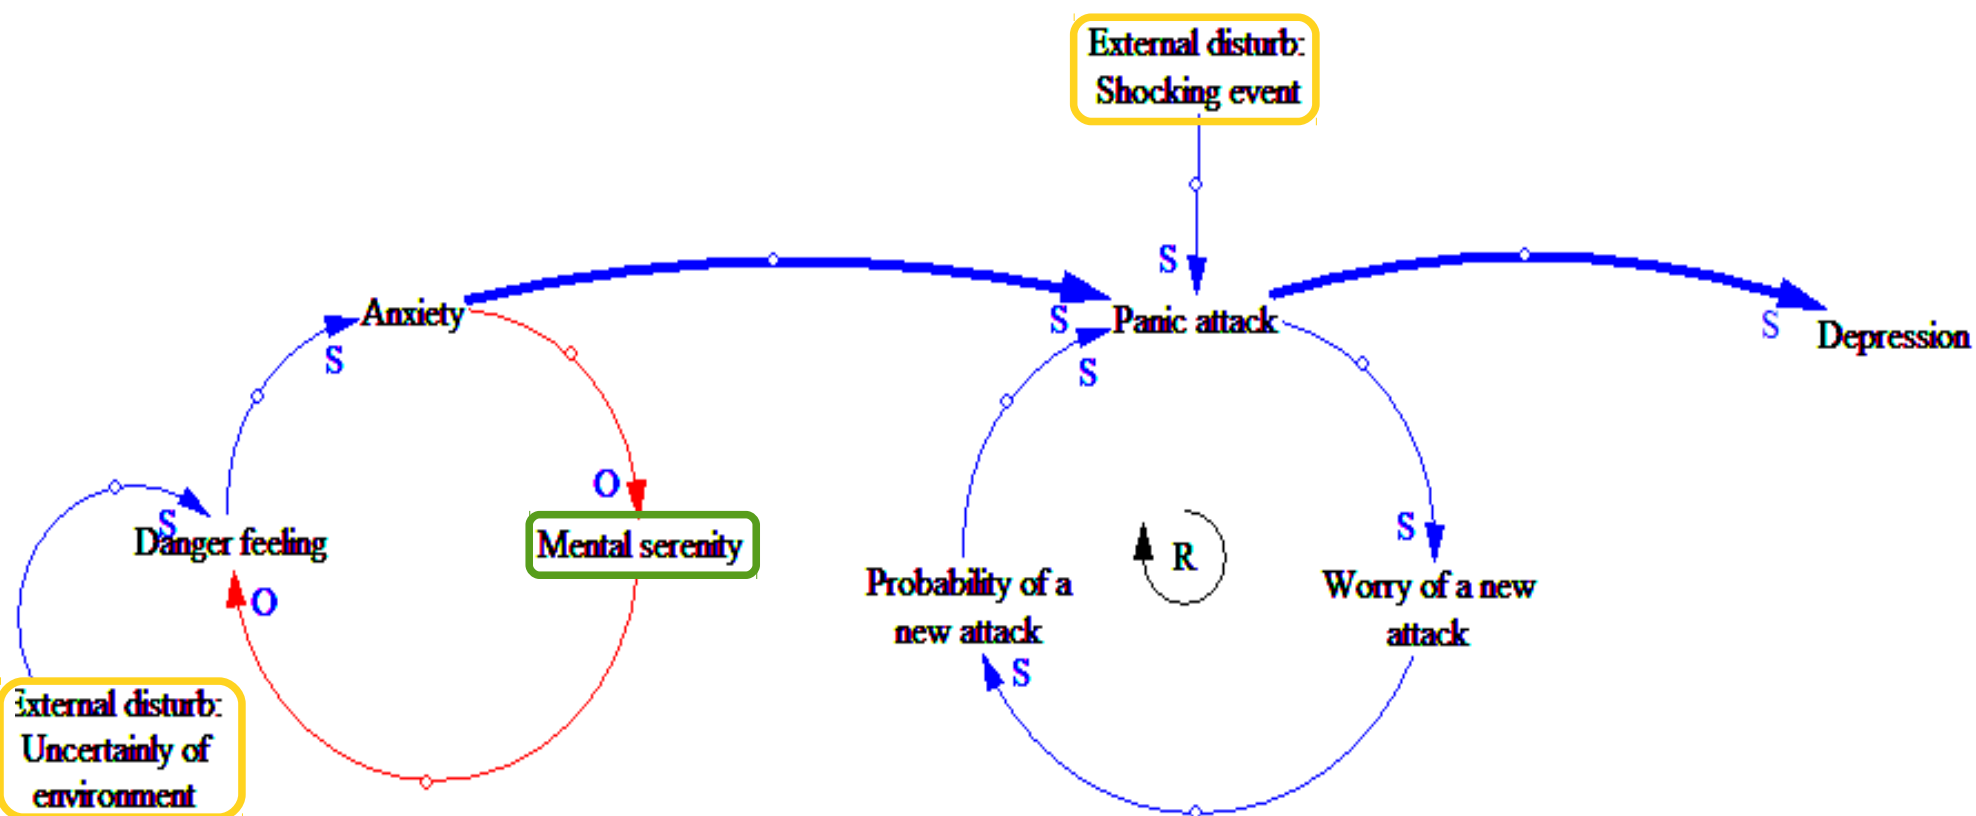 External disturb:
Shocking event
S
Anxiety
S
Panic attack
S
Depression
S
S
O
S
Danger feeling
Mental serenity
S
R
O
Probability of a
new attack
Worry of a new
attack
S
External disturb:
Uncertainly of
environment